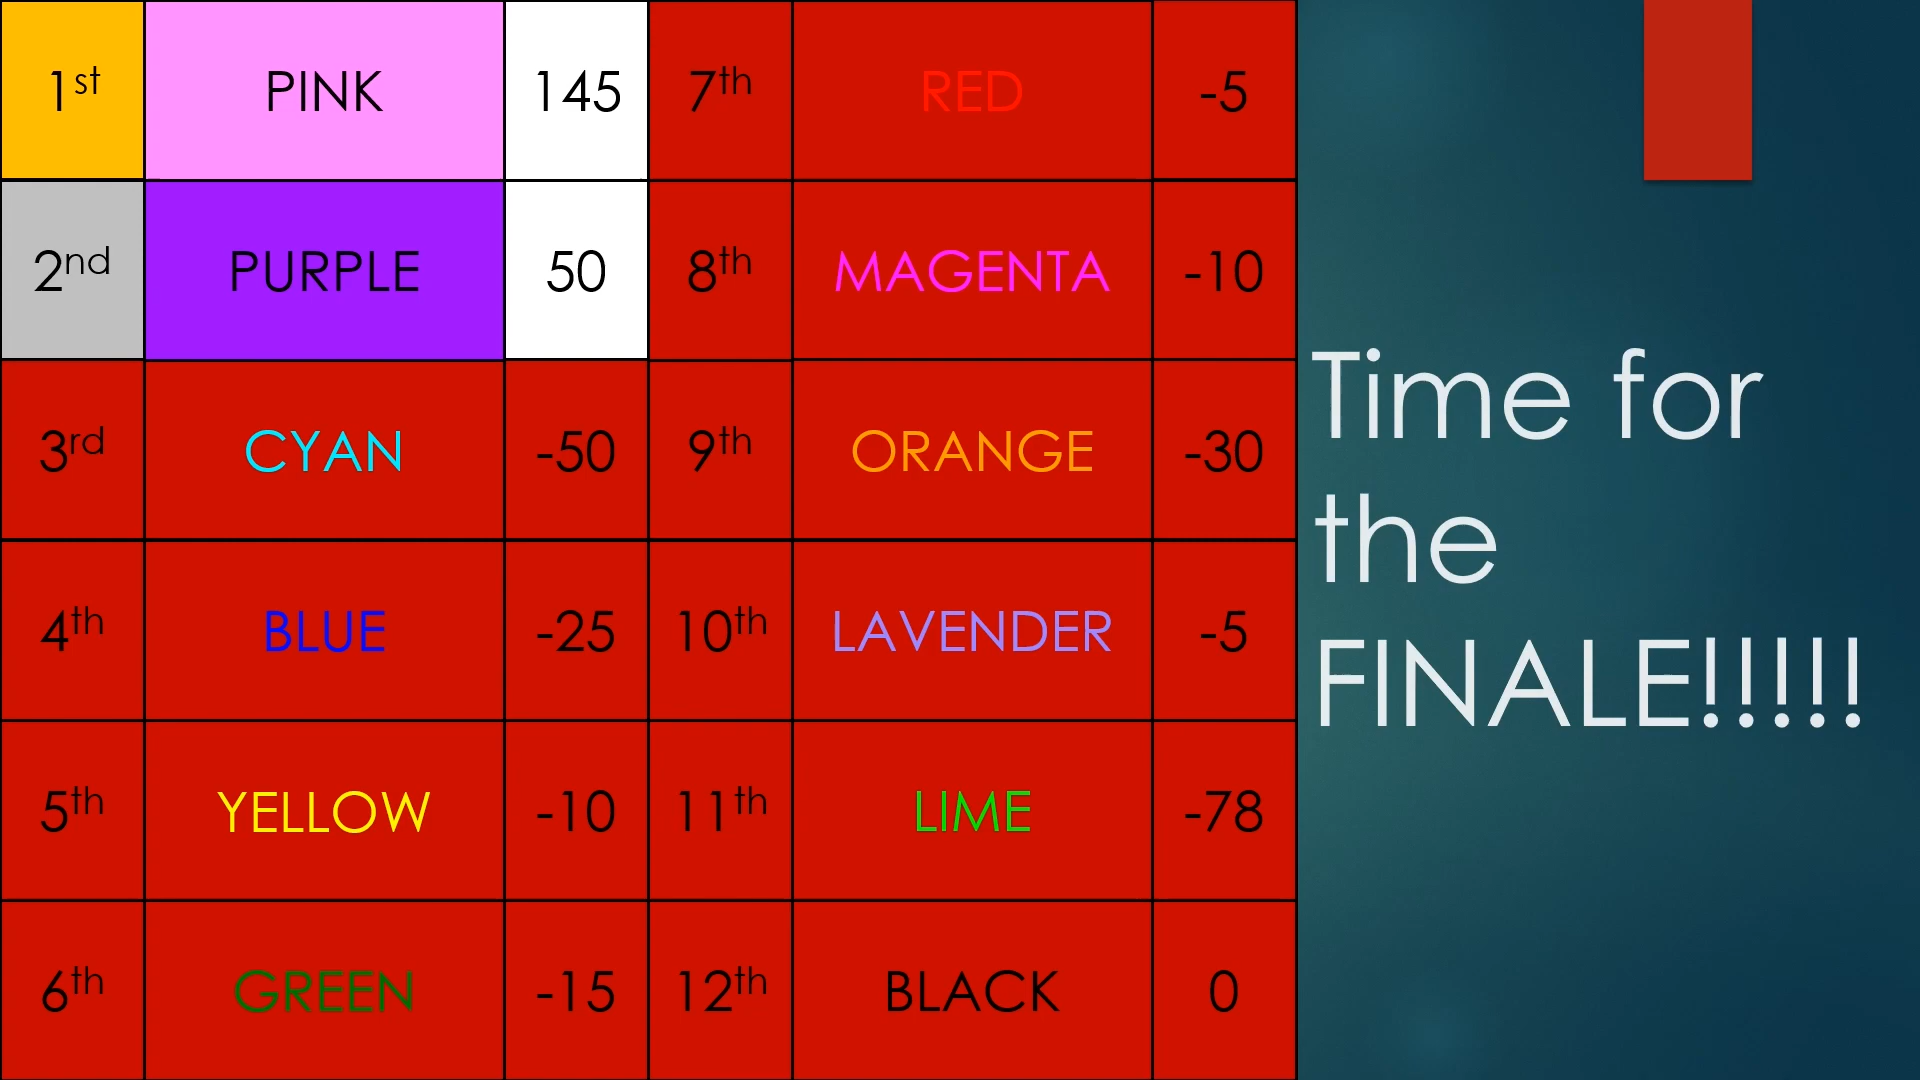 1st PINK 145 7th RED -5
2nd PURPLE 50 8th MAGENTA -10
3rd CYAN -50 9th ORANGE -30
4th BLUE -25 10th LAVENDER -5
5th YELLOW -10 11th LIME -78
6th GREEN -15 12th BLACK 0
Time for
the
FINALE!!!!!